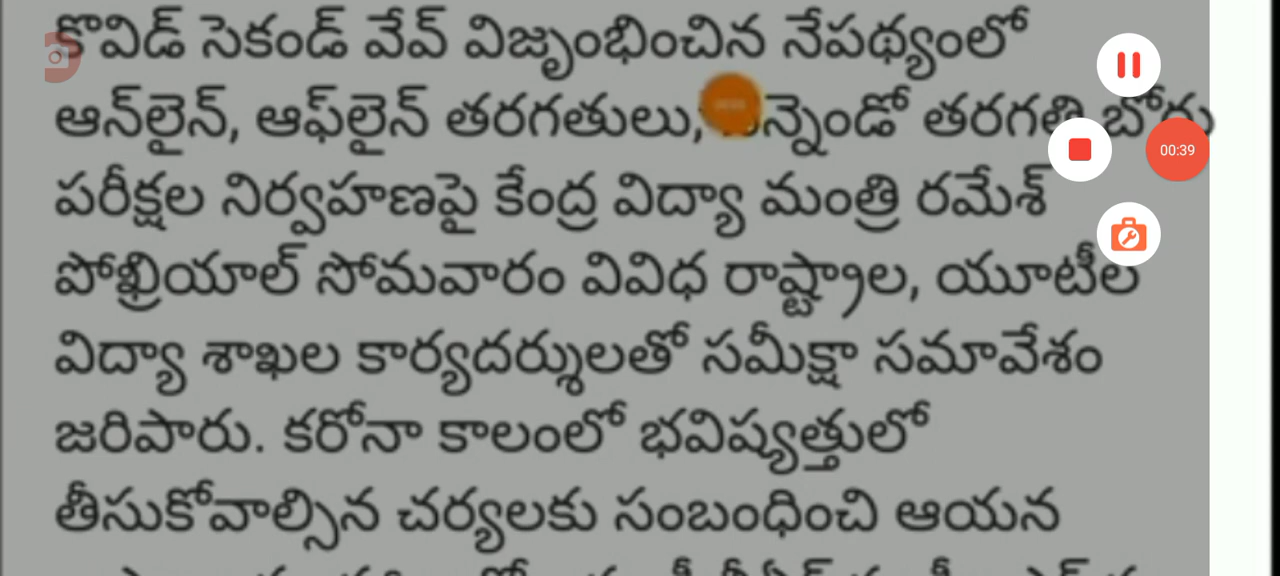 కొవిడ్ సెకండ్ వేవ్ విజృంభించిన నేపథ్యంలో
ఆన్‌లైన్, ఆఫ్‌లైన్ తరగతులు, తరగతి బోర్డు
పరీక్షల నిర్వహణపై కేంద్ర విద్యా మంత్రి రమేశ్
పోఖ్రియాల్ సోమవారం వివిధ రాష్ట్రాల, యూటీల
విద్యా శాఖల కార్యదర్శులతో సమీక్షా సమావేశం
జరిపారు. కరోనా కాలంలో భవిష్యత్తులో
తీసుకోవాల్సిన చర్యలకు సంబంధించి ఆయన
00:39